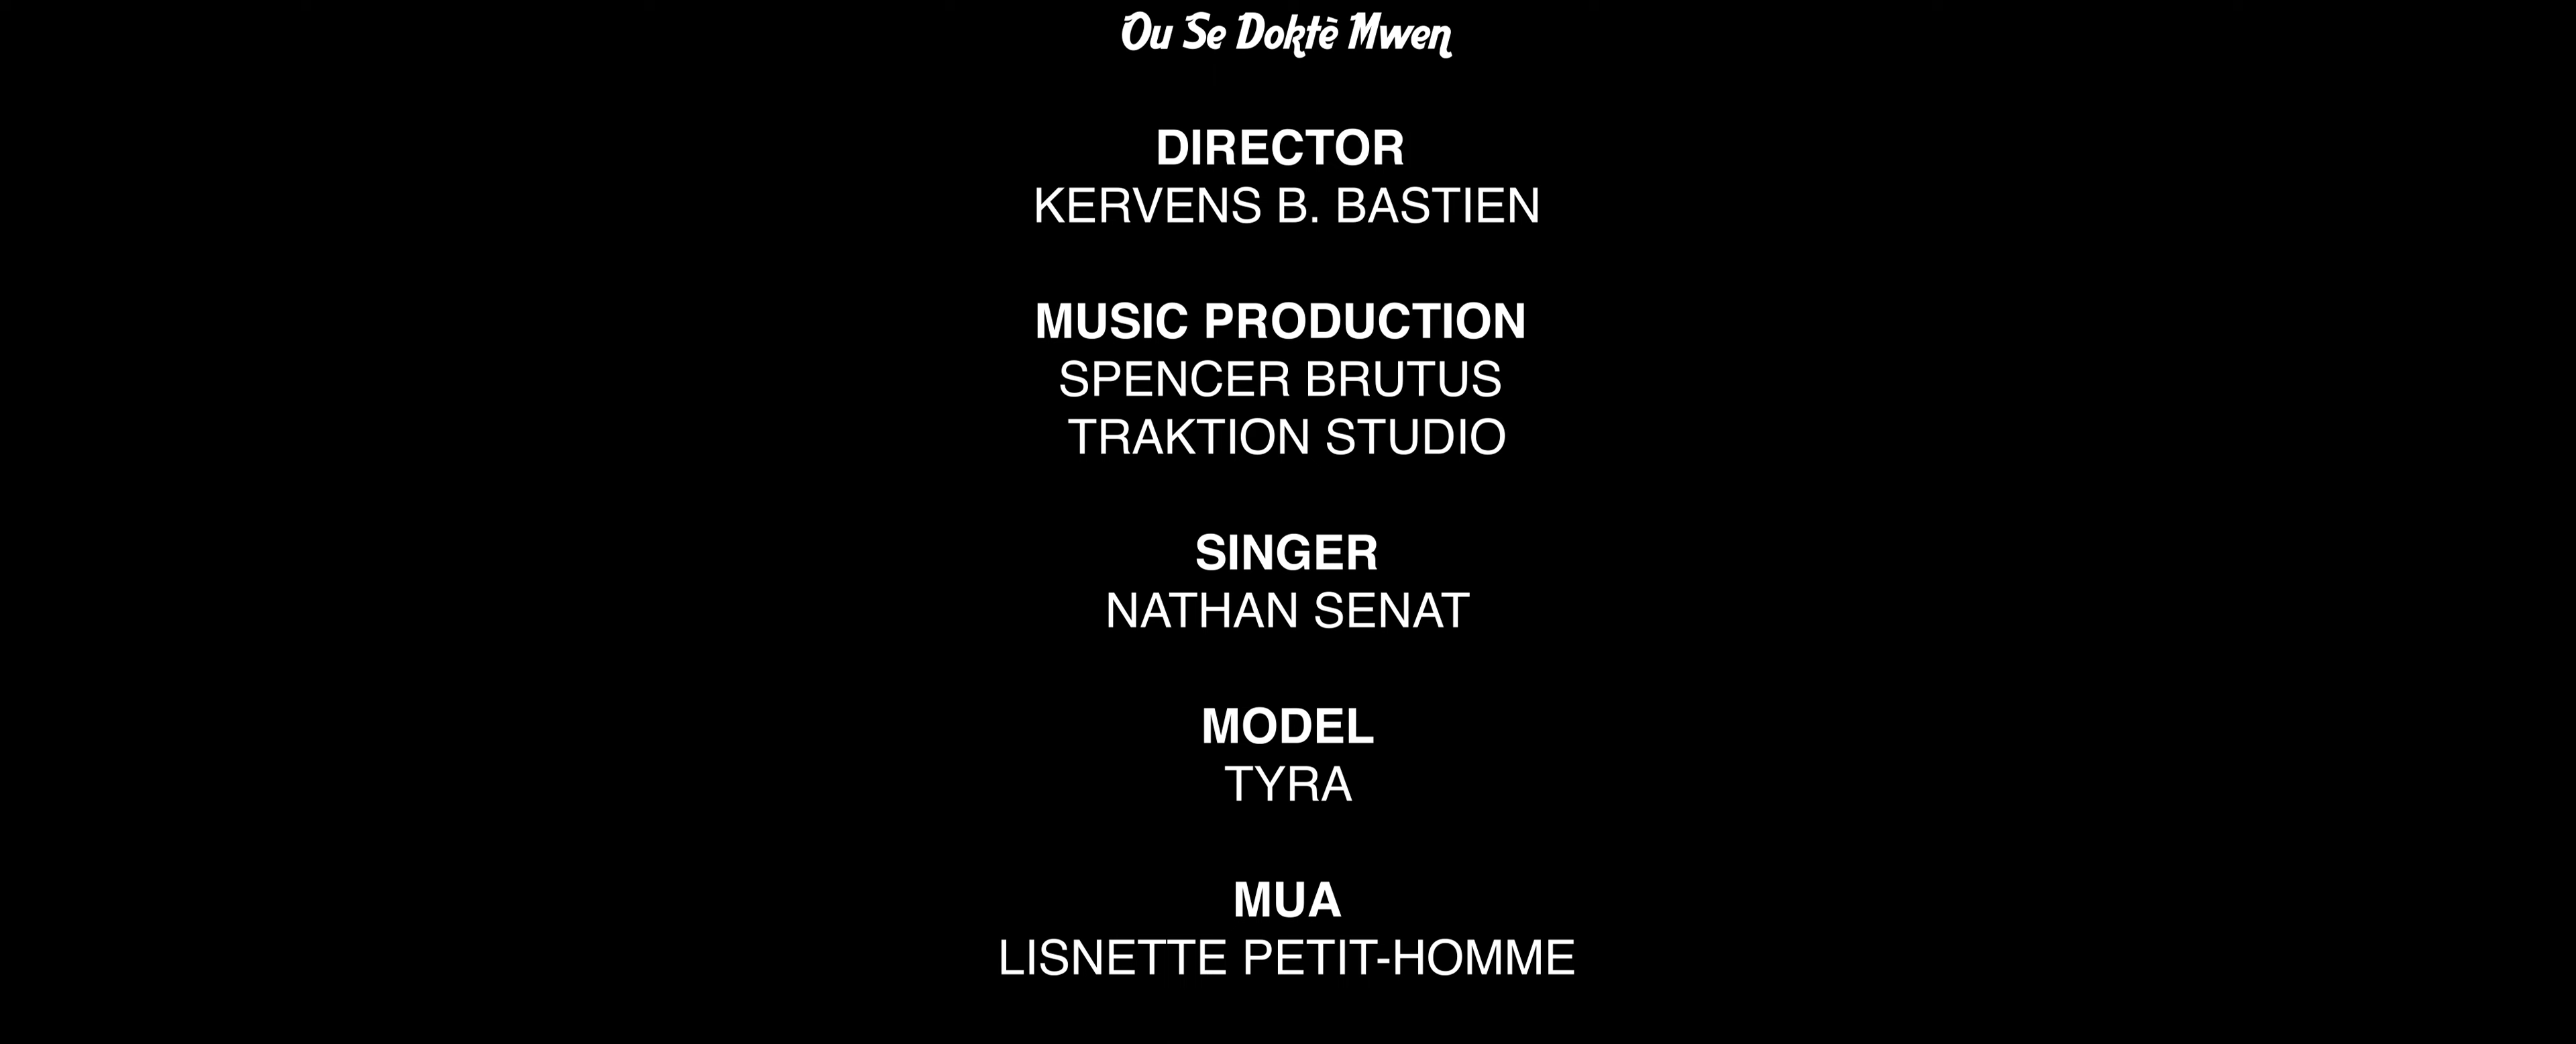 Ou Se Doktè Mwen
DIRECTOR
KERVENS B. BASTIEN
MUSIC PRODUCTION
SPENCER BRUTUS
TRAKTION STUDIO
SINGER
NATHAN SENAT
MODEL
TYRA
MUA
LISNETTE PETIT-HOMME